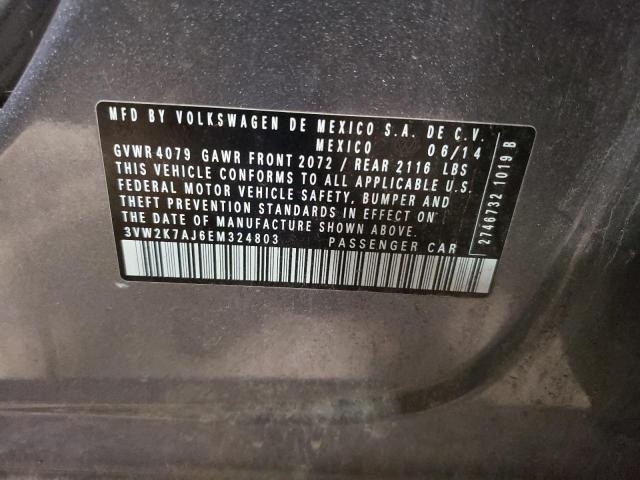 MFD BY VOLKSWAGEN DE MEXICO S.A. DE C.V.
MEXICO 06/14
GVWR 4079 GAWR FRONT 2072 / REAR 2116 LBS
THIS VEHICLE CONFORMS TO ALL APPLICABLE U.S.
FEDERAL MOTOR VEHICLE SAFETY, BUMPER AND
THEFT PREVENTION STANDARDS IN EFFECT ON
THE DATE OF MANUFACTURE SHOWN ABOVE.
3VW2K7AJ6EM324803 PASSENGER CAR
2746732 1019 B